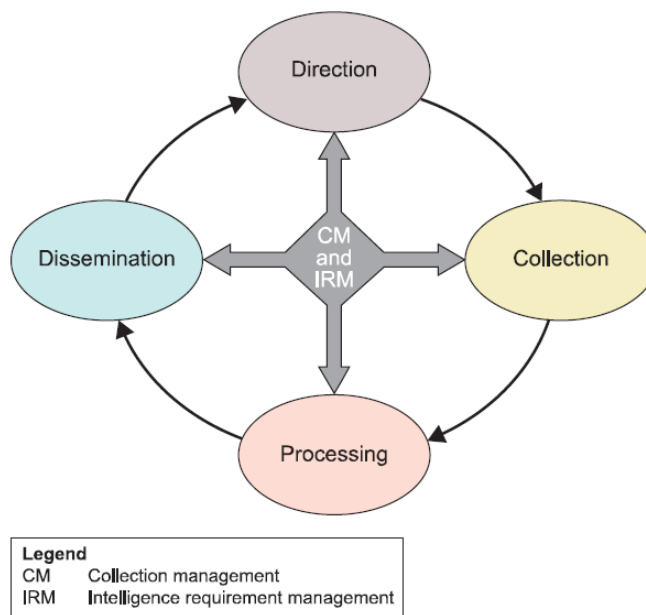 Direction
Dissemination
CM
and
IRM
Collection
Processing
Legend
CM Collection management
IRM Intelligence requirement management